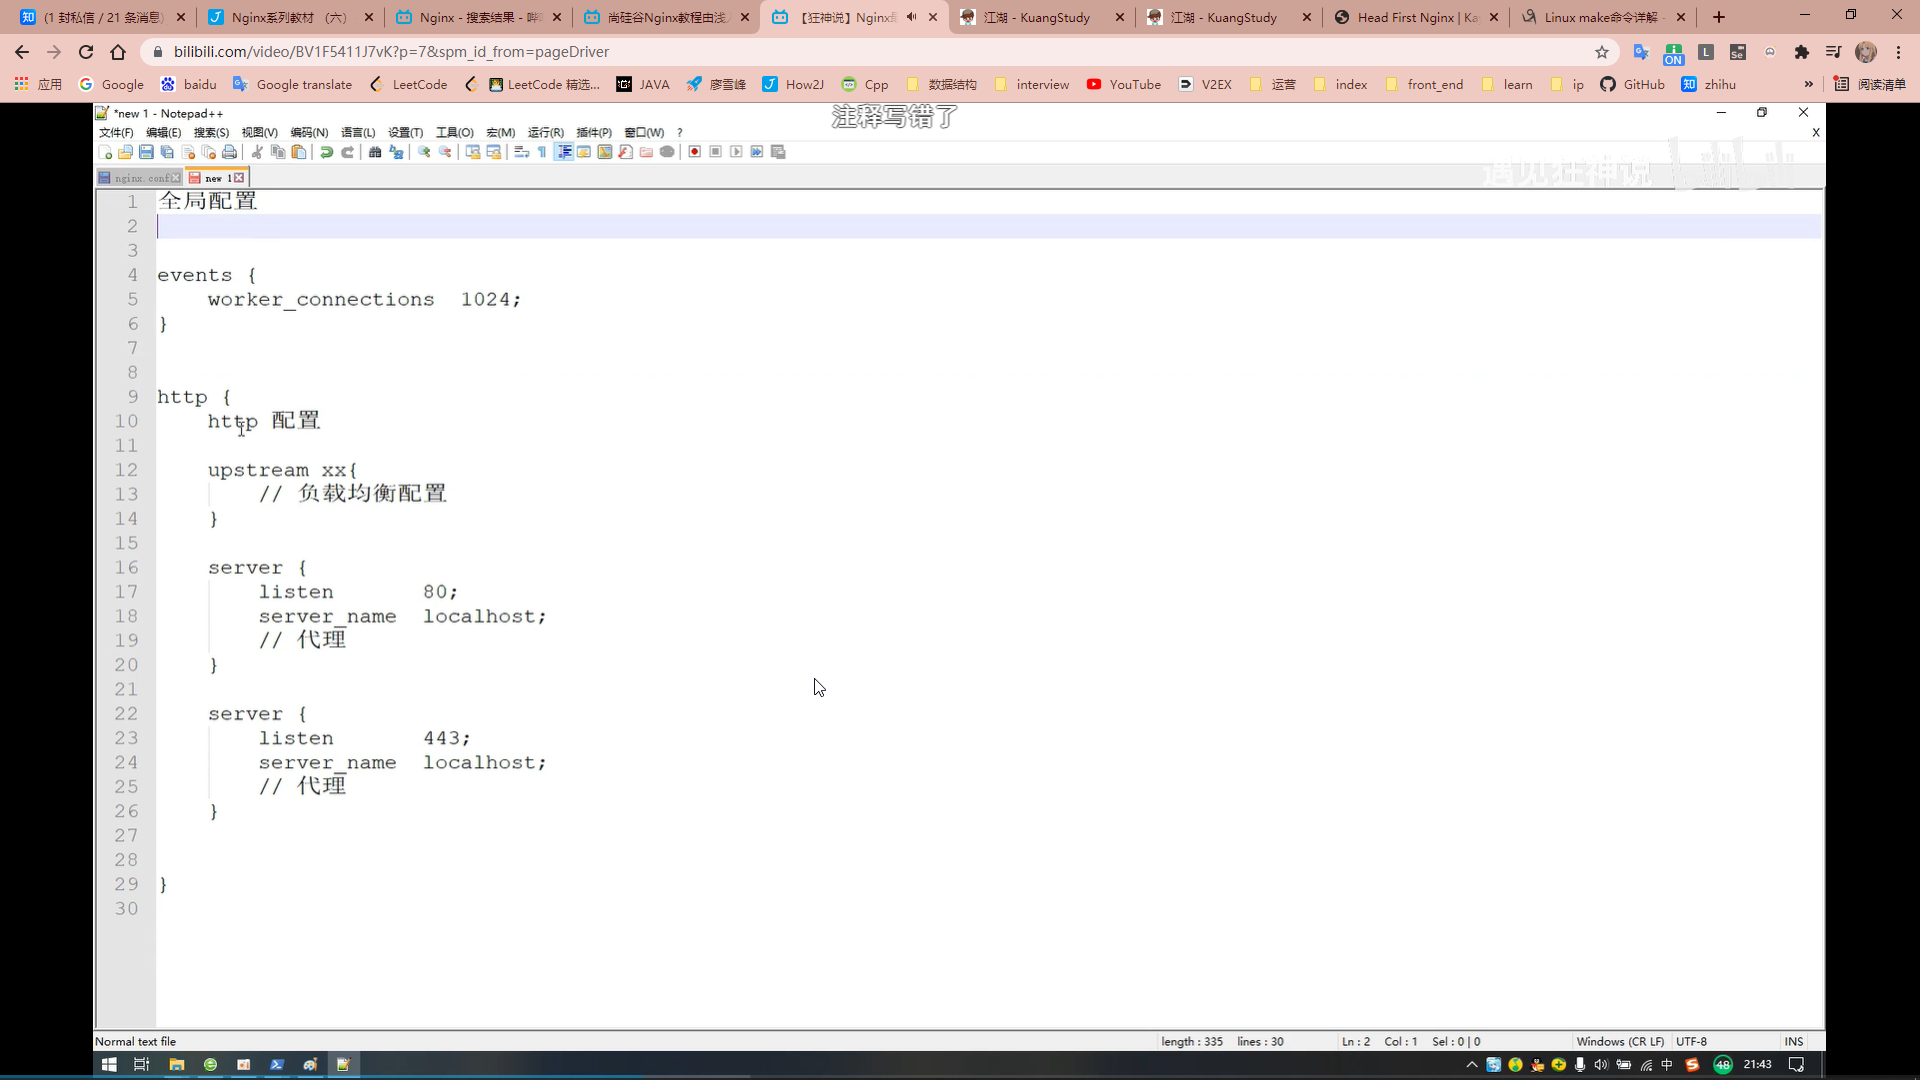 (1 封私信 / 21 条消息)
Nginx系列教材 （六）
Nginx - 搜索结果 - 哔
尚硅谷Nginx教程由浅
【狂神说】Nginx
江湖 - KuangStudy
江湖 - KuangStudy
Head First Nginx | Ka
Linux make命令详解 -
bilibili.com/video/BV1F5411J7vK?p=7&spm_id_from=pageDriver
应用
Google
baidu
Google translate
LeetCode
LeetCode 精选...
JAVA
廖雪峰
How2J
Cpp
数据结构
interview
YouTube
V2EX
运营
index
front_end
learn
ip
GitHub
zhihu
»
阅读清单
*new 1 - Notepad++
注释写错了
文件(F) 编辑(E) 搜索(S) 视图(V) 编码(N) 语言(L) 设置(T) 工具(O) 宏(M) 运行(R) 插件(P) 窗口(W) ?
X
nginx.conf
new 1
遇见狂神说
bilibili
1 全局配置
2
3
4 events {
5 worker_connections 1024;
6 }
7
8
9 http {
10 http 配置
11
12 upstream xx{
13 // 负载均衡配置
14 }
15
16 server {
17 listen 80;
18 server_name localhost;
19 // 代理
20 }
21
22 server {
23 listen 443;
24 server_name localhost;
25 // 代理
26 }
27
28
29 }
30
Normal text file
length : 335 lines : 30
Ln : 2 Col : 1 Sel : 0 | 0
Windows (CR LF)
UTF-8
INS
中
48
21:43